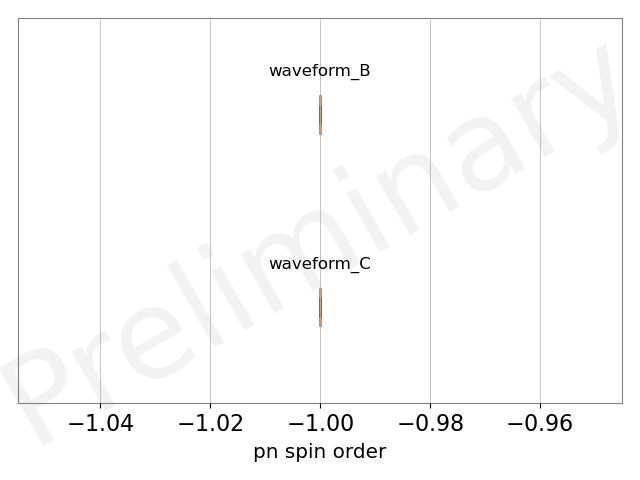 Preliminary
waveform_B
waveform_C
−1.04 −1.02 −1.00 −0.98 −0.96
pn spin order